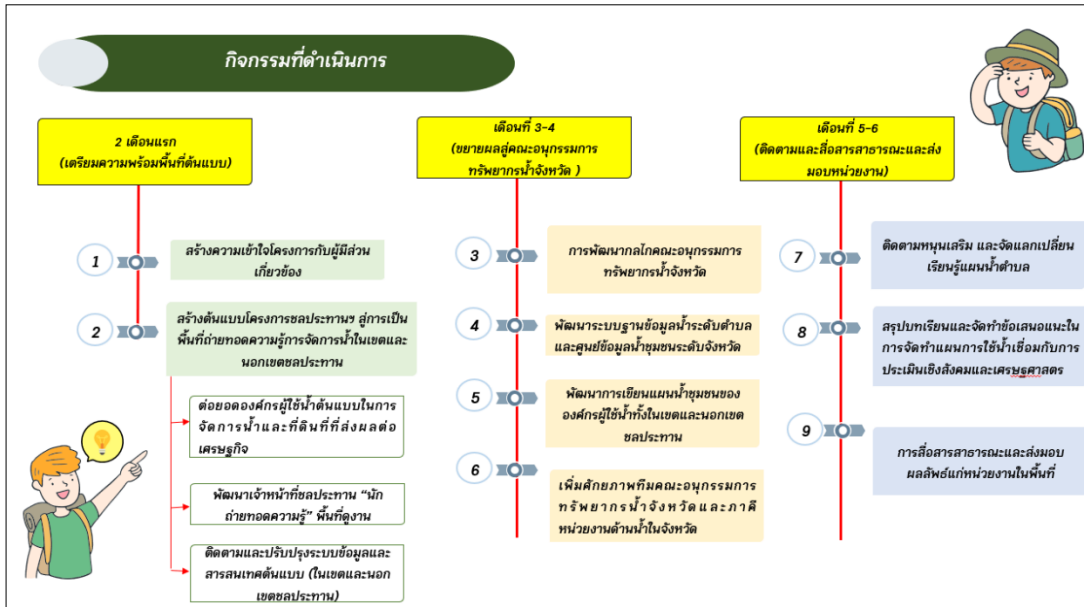 กิจกรรมที่ดำเนินการ
2 เดือนแรก
(เตรียมความพร้อมพื้นที่ต้นแบบ)
1
สร้างความเข้าใจโครงการกับผู้มีส่วน
เกี่ยวข้อง
2
สร้างต้นแบบโครงการชลประทานฯ สู่การเป็น
พื้นที่ถ่ายทอดความรู้การจัดการน้ำในเขตและ
นอกเขตชลประทาน
ต่อยอดองค์กรผู้ใช้น้ำต้นแบบในการ
จัดการน้ำและที่ดินที่ที่ส่งผลต่อ
เศรษฐกิจ
พัฒนาเจ้าหน้าที่ชลประทาน “นัก
ถ่ายทอดความรู้” พื้นที่ดูงาน
ติดตามและปรับปรุงระบบข้อมูลและ
สารสนเทศต้นแบบ (ในเขตและนอก
เขตชลประทาน)
เดือนที่ 3-4
(ขยายผลสู่คณะอนุกรรมการ
ทรัพยากรน้ำจังหวัด )
3
การพัฒนากลไกคณะอนุกรรมการ
ทรัพยากรน้ำจังหวัด
4
พัฒนาระบบฐานข้อมูลน้ำระดับตำบล
และศูนย์ข้อมูลน้ำชุมชนระดับจังหวัด
5
พัฒนาการเขียนแผนน้ำชุมชนของ
องค์กรผู้ใช้น้ำทั้งในเขตและนอกเขต
ชลประทาน
6
เพิ่มศักยภาพทีมคณะอนุกรรมการ
ทรัพยากรน้ำจังหวัดและภาคี
หน่วยงานด้านน้ำในจังหวัด
เดือนที่ 5-6
(ติดตามและสื่อสารสาธารณะและส่ง
มอบหน่วยงาน)
7
ติดตามหนุนเสริม และจัดแลกเปลี่ยน
เรียนรู้แผนน้ำตำบล
8
สรุปบทเรียนและจัดทำข้อเสนอแนะใน
การจัดทำแผนการใช้น้ำเชื่อมกับการ
ประเมินเชิงสังคมและเศรษฐศาสตร
9
การสื่อสารสาธารณะและส่งมอบ
ผลลัพธ์แก่หน่วยงานในพื้นที่